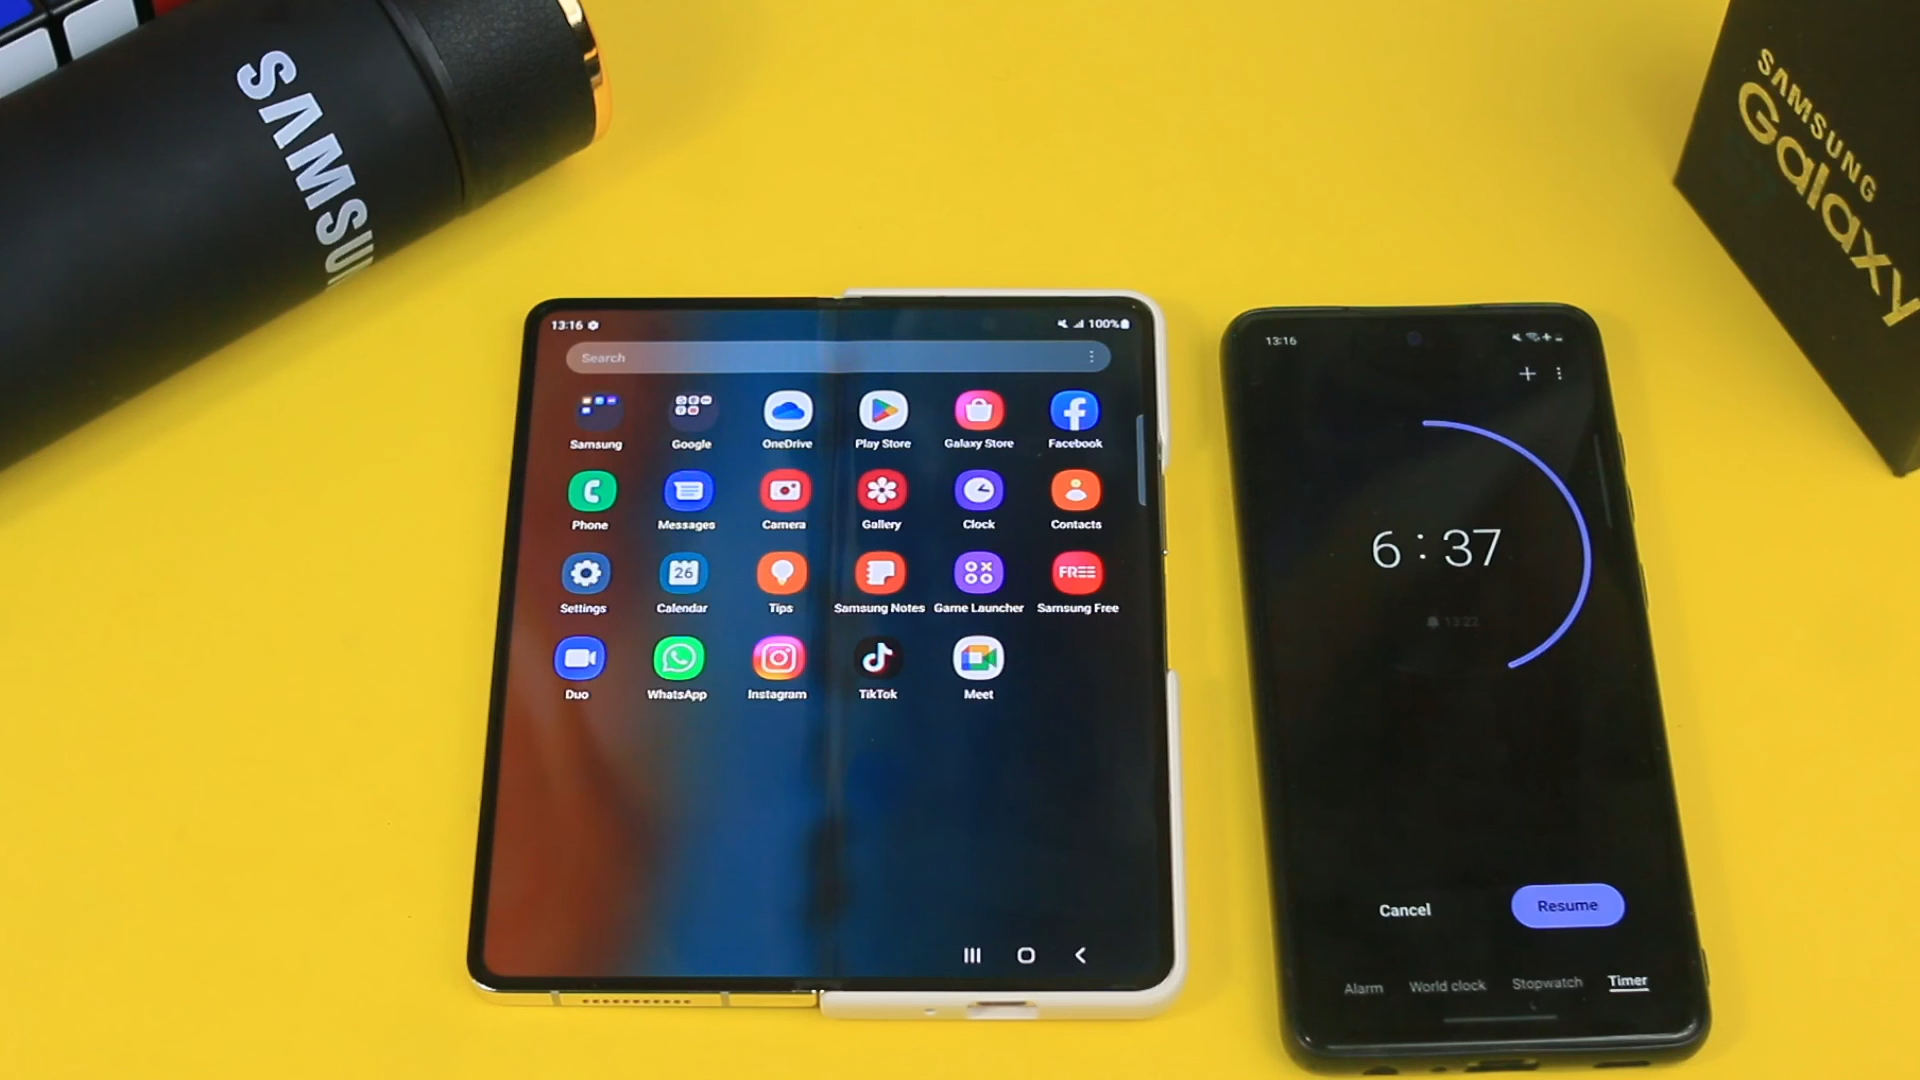 SAMSU
SAMSUNG
Galaxy
13:16
100%
Search
Samsung
Google
OneDrive
Play Store
Galaxy Store
Facebook
Phone
Messages
Camera
Gallery
Clock
Contacts
26
FREE
Settings
Calendar
Tips
Samsung Notes
Game Launcher
Samsung Free
Duo
WhatsApp
Instagram
TikTok
Meet
13:16
6 : 37
13:22
Cancel
Resume
Alarm
World clock
Stopwatch
Timer